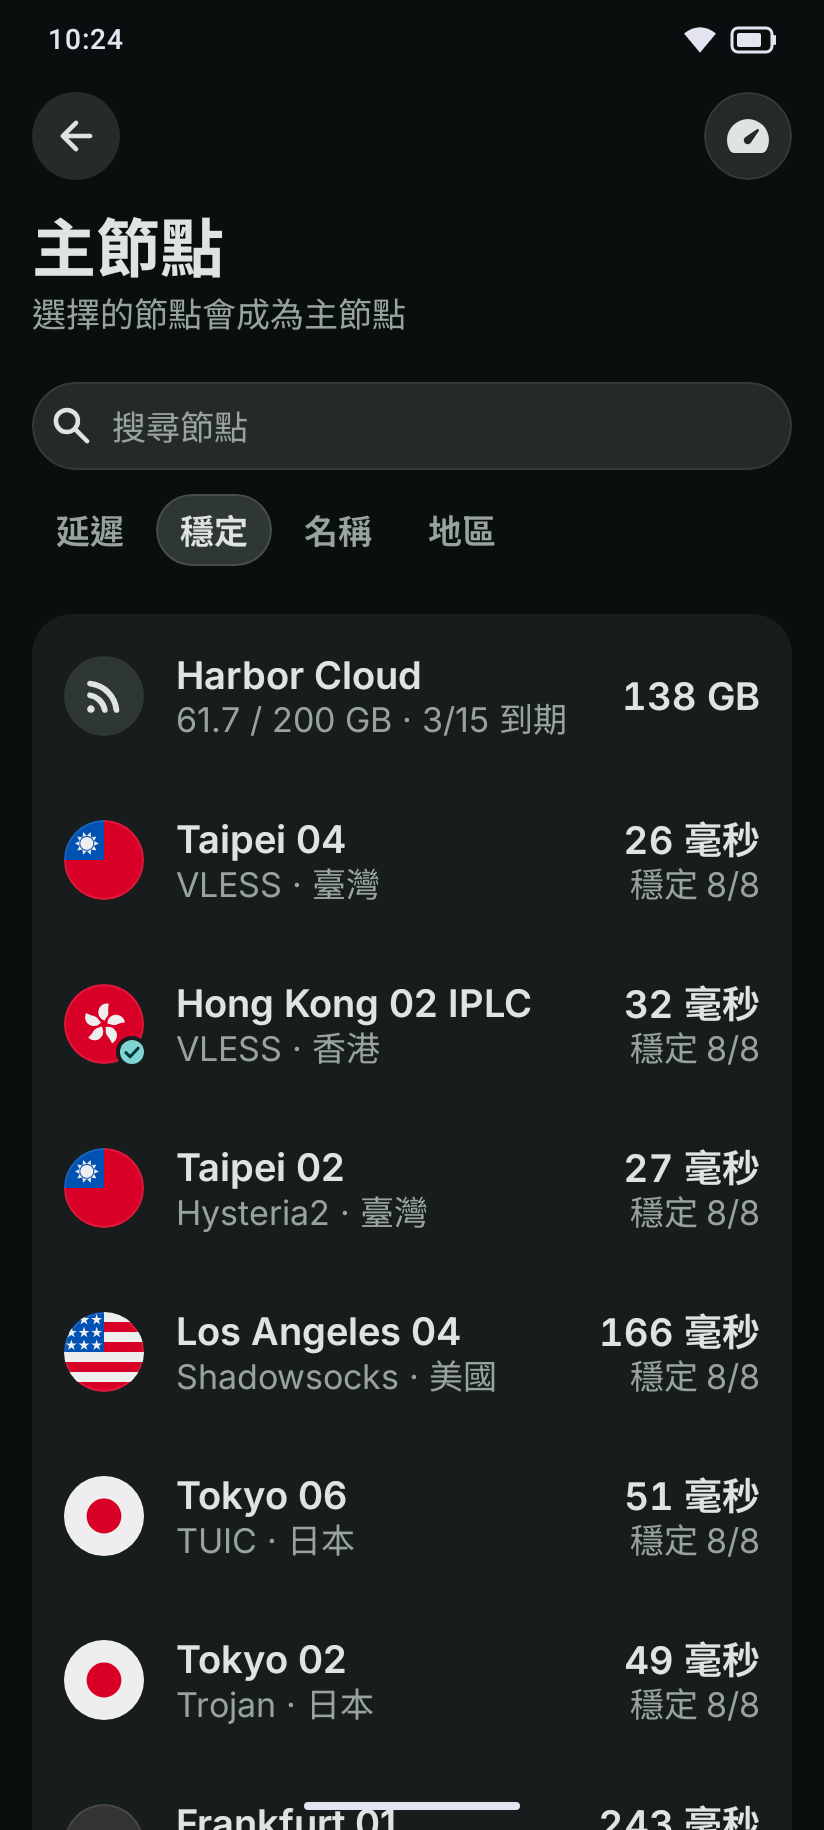 10:24
主節點
選擇的節點會成為主節點
搜尋節點
延遲 穩定 名稱 地區
Harbor Cloud
61.7 / 200 GB · 3/15 到期
138 GB
Taipei 04
VLESS · 臺灣
26 毫秒
穩定 8/8
Hong Kong 02 IPLC
VLESS · 香港
32 毫秒
穩定 8/8
Taipei 02
Hysteria2 · 臺灣
27 毫秒
穩定 8/8
Los Angeles 04
Shadowsocks · 美國
166 毫秒
穩定 8/8
Tokyo 06
TUIC · 日本
51 毫秒
穩定 8/8
Tokyo 02
Trojan · 日本
49 毫秒
穩定 8/8
Frankfurt 01
243 毫秒